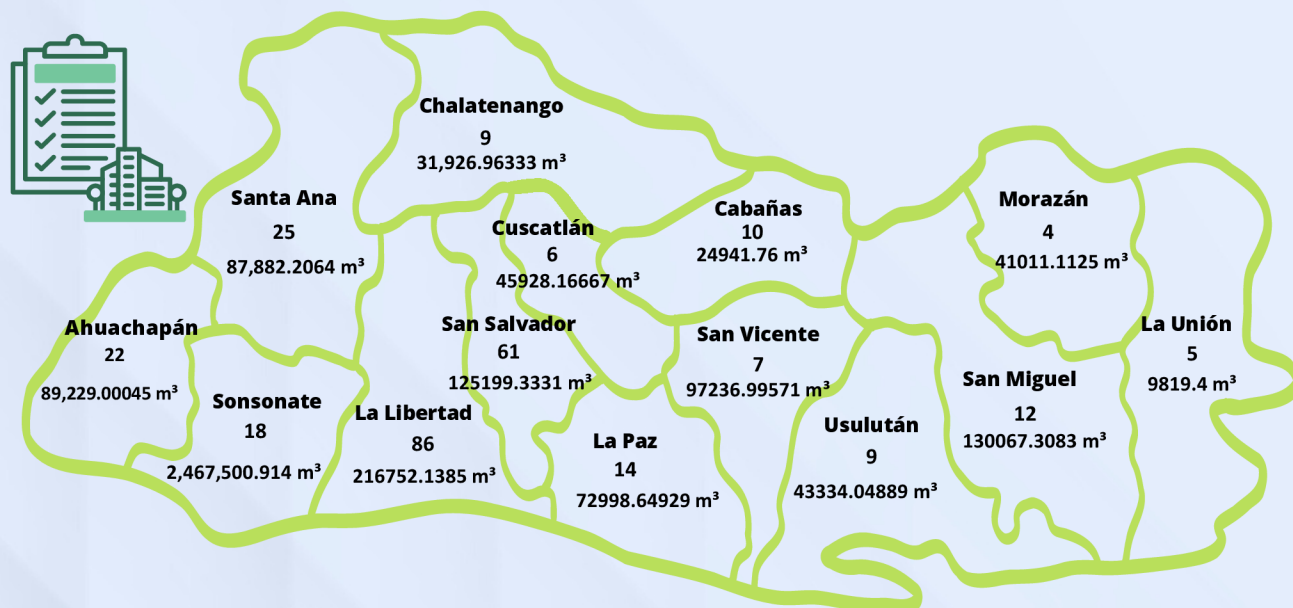 Chalatenango
9
31,926.96333 m³
Santa Ana
25
87,882.2064 m³
Cuscatlán
6
45928.16667 m³
Cabañas
10
24941.76 m³
Morazán
4
41011.1125 m³
Ahuachapán
22
89,229.00045 m³
Sonsonate
18
2,467,500.914 m³
La Libertad
86
216752.1385 m³
San Salvador
61
125199.3331 m³
La Paz
14
72998.64929 m³
San Vicente
7
97236.99571 m³
Usulután
9
43334.04889 m³
San Miguel
12
130067.3083 m³
La Unión
5
9819.4 m³